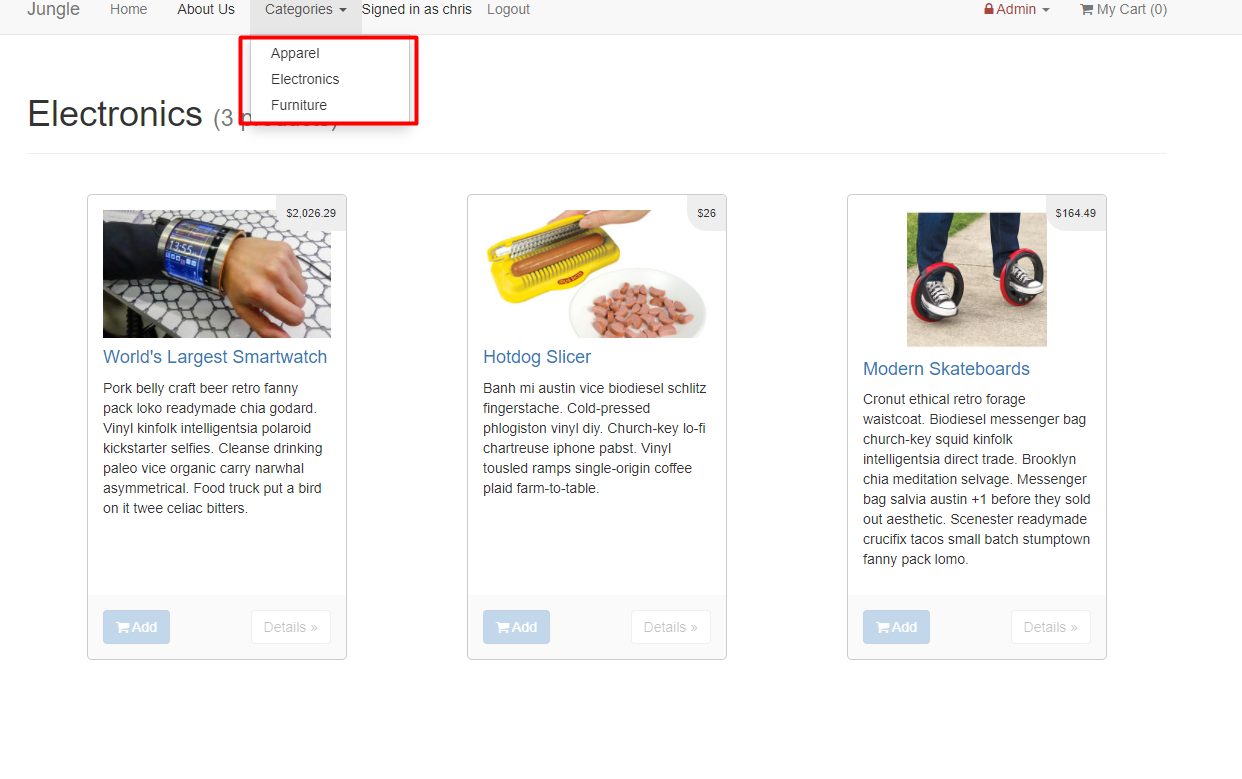 Jungle Home About Us Categories Signed in as chris Logout Admin My Cart (0)
Apparel
Electronics
Furniture
Electronics (3 products)
$2,026.29
13:55
World's Largest Smartwatch
Pork belly craft beer retro fanny
pack loko readymade chia godard.
Vinyl kinfolk intelligentsia polaroid
kickstarter selfies. Cleanse drinking
paleo vice organic carry narwhal
asymmetrical. Food truck put a bird
on it twee celiac bitters.
Add Details »
$26
Hotdog Slicer
Banh mi austin vice biodiesel schlitz
fingerstache. Cold-pressed
phlogiston vinyl diy. Church-key lo-fi
chartreuse iphone pabst. Vinyl
tousled ramps single-origin coffee
plaid farm-to-table.
Add Details »
$164.49
Modern Skateboards
Cronut ethical retro forage
waistcoat. Biodiesel messenger bag
church-key squid kinfolk
intelligentsia direct trade. Brooklyn
chia meditation selvage. Messenger
bag salvia austin +1 before they sold
out aesthetic. Scenester readymade
crucifix tacos small batch stumptown
fanny pack lomo.
Add Details »